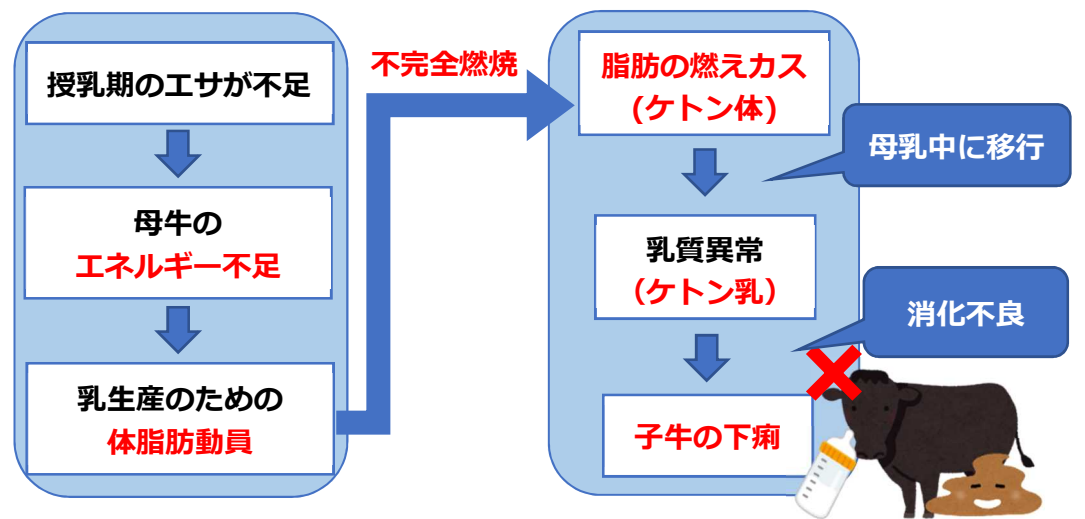 授乳期のエサが不足
母牛の
エネルギー不足
乳生産のための
体脂肪動員
不完全燃焼
脂肪の燃えカス
(ケトン体)
母乳中に移行
乳質異常
（ケトン乳）
消化不良
子牛の下痢